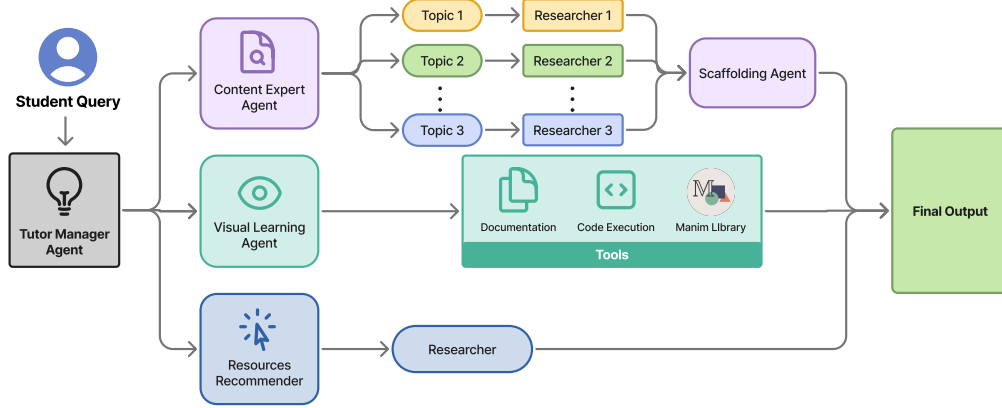 Student Query
Tutor Manager
Agent
Content Expert
Agent
Topic 1
Researcher 1
Topic 2
Researcher 2
Topic 3
Researcher 3
Scaffolding Agent
Visual Learning
Agent
Documentation
Code Execution
M
Manim LIbrary
Tools
Resources
Recommender
Researcher
Final Output